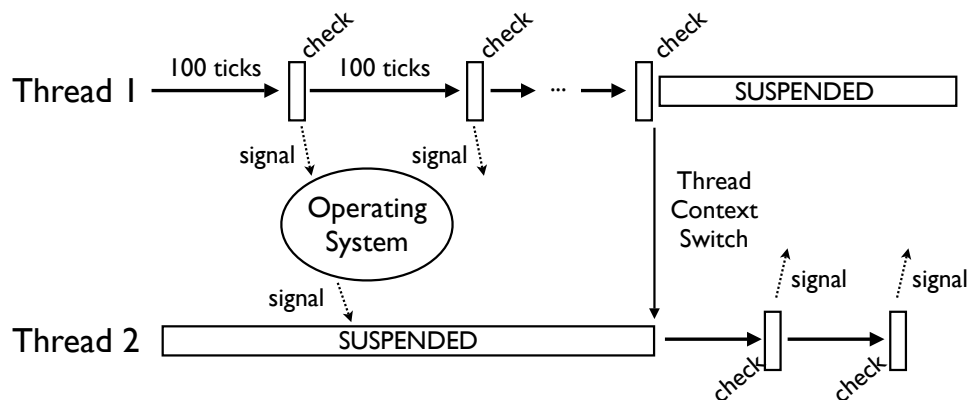 check
check
check
100 ticks
100 ticks
...
Thread 1
SUSPENDED
signal
signal
Operating
System
Thread
Context
Switch
signal
signal
signal
Thread 2
SUSPENDED
check
check